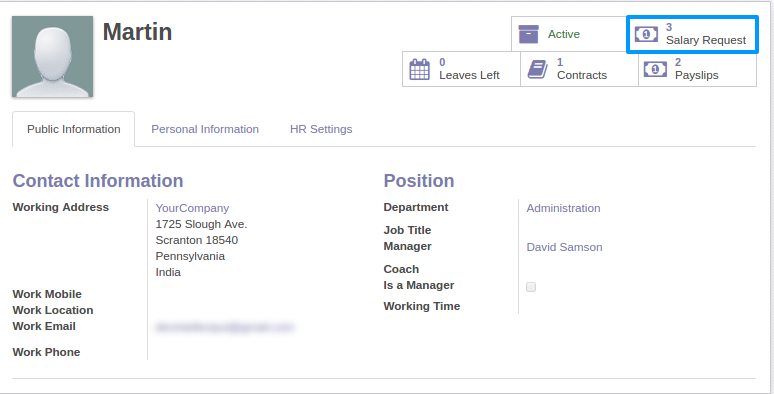 Martin
Active
3
Salary Request
0
Leaves Left
1
Contracts
2
Payslips
Public Information
Personal Information
HR Settings
Contact Information
Working Address
YourCompany
1725 Slough Ave.
Scranton 18540
Pennsylvania
India
Work Mobile
Work Location
Work Email
Work Phone
Position
Department
Administration
Job Title
Manager
David Samson
Coach
Is a Manager
Working Time